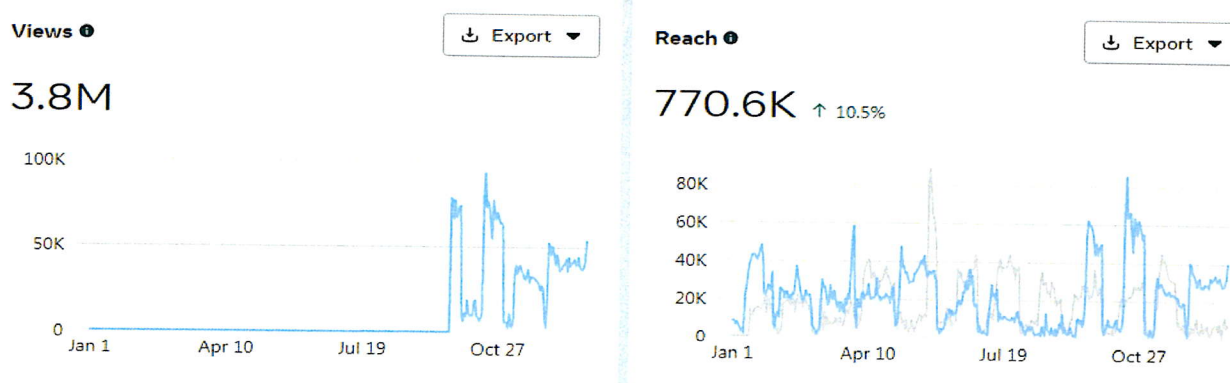 Views
Export
3.8M
100K
50K
0
Jan 1 Apr 10 Jul 19 Oct 27
Reach
Export
770.6K ↑ 10.5%
80K
60K
40K
20K
0
Jan 1 Apr 10 Jul 19 Oct 27